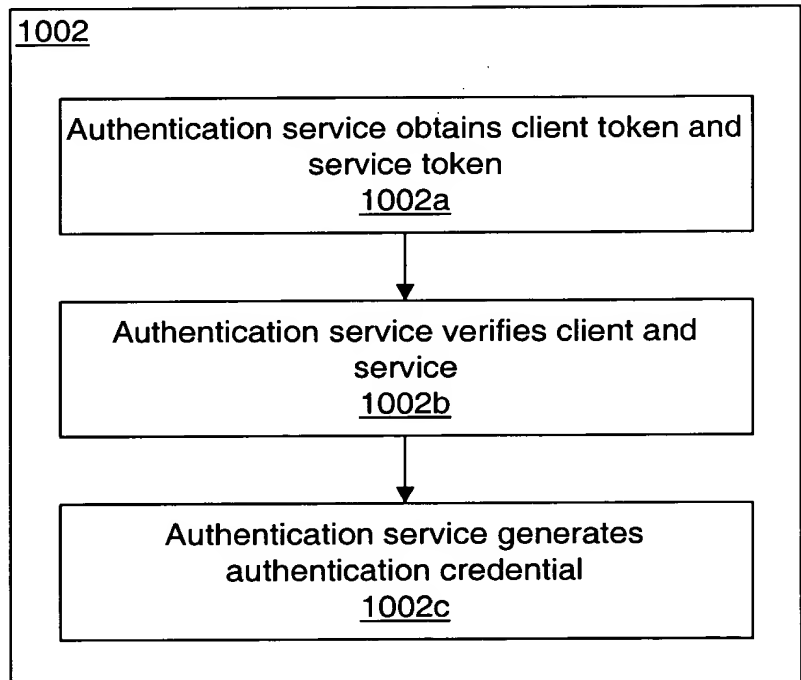 1002
Authentication service obtains client token and
service token
1002a
Authentication service verifies client and
service
1002b
Authentication service generates
authentication credential
1002c